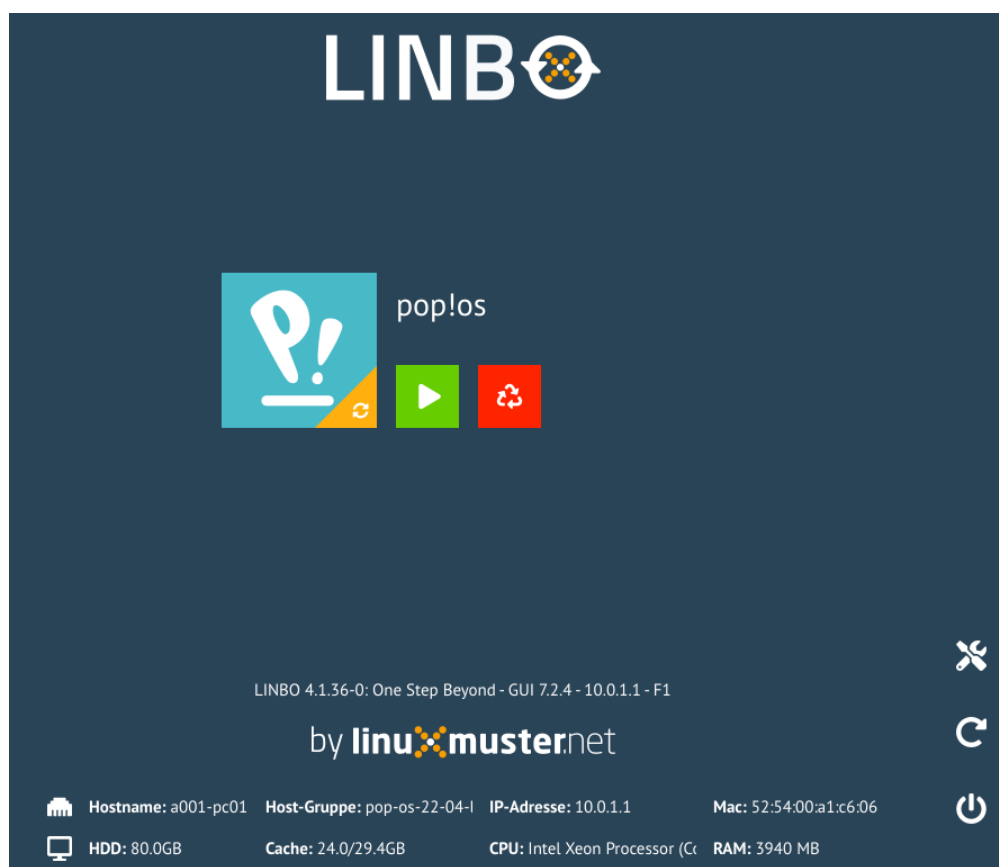 LINBO
P!
pop!os
LINBO 4.1.36-0: One Step Beyond - GUI 7.2.4 - 10.0.1.1 - F1
by linuxmuster.net
Hostname: a001-pc01 Host-Gruppe: pop-os-22-04- IP-Adresse: 10.0.1.1 Mac: 52:54:00:a1:c6:06
HDD: 80.0GB Cache: 24.0/29.4GB CPU: Intel Xeon Processor (Co RAM: 3940 MB